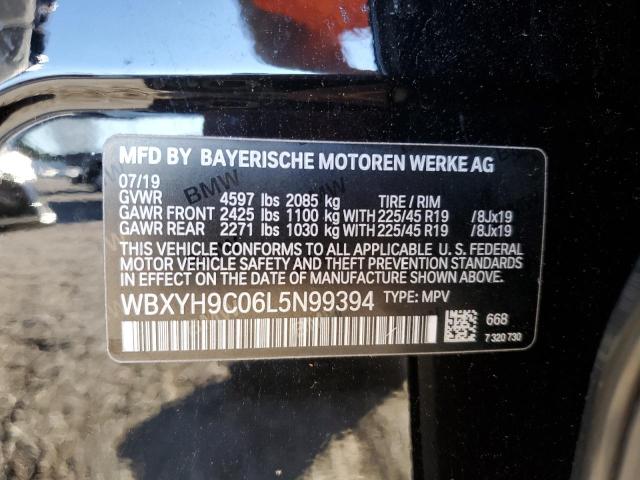 MFD BY BAYERISCHE MOTOREN WERKE AG
07/19
GVWR 4597 lbs 2085 kg TIRE / RIM
GAWR FRONT 2425 lbs 1100 kg WITH 225/45 R19 /8Jx19
GAWR REAR 2271 lbs 1030 kg WITH 225/45 R19 /8Jx19
THIS VEHICLE CONFORMS TO ALL APPLICABLE U. S. FEDERAL
MOTOR VEHICLE SAFETY AND THEFT PREVENTION STANDARDS
IN EFFECT ON THE DATE OF MANUFACTURE SHOWN ABOVE.
WBXYH9C06L5N99394 TYPE: MPV
668
7 320 730